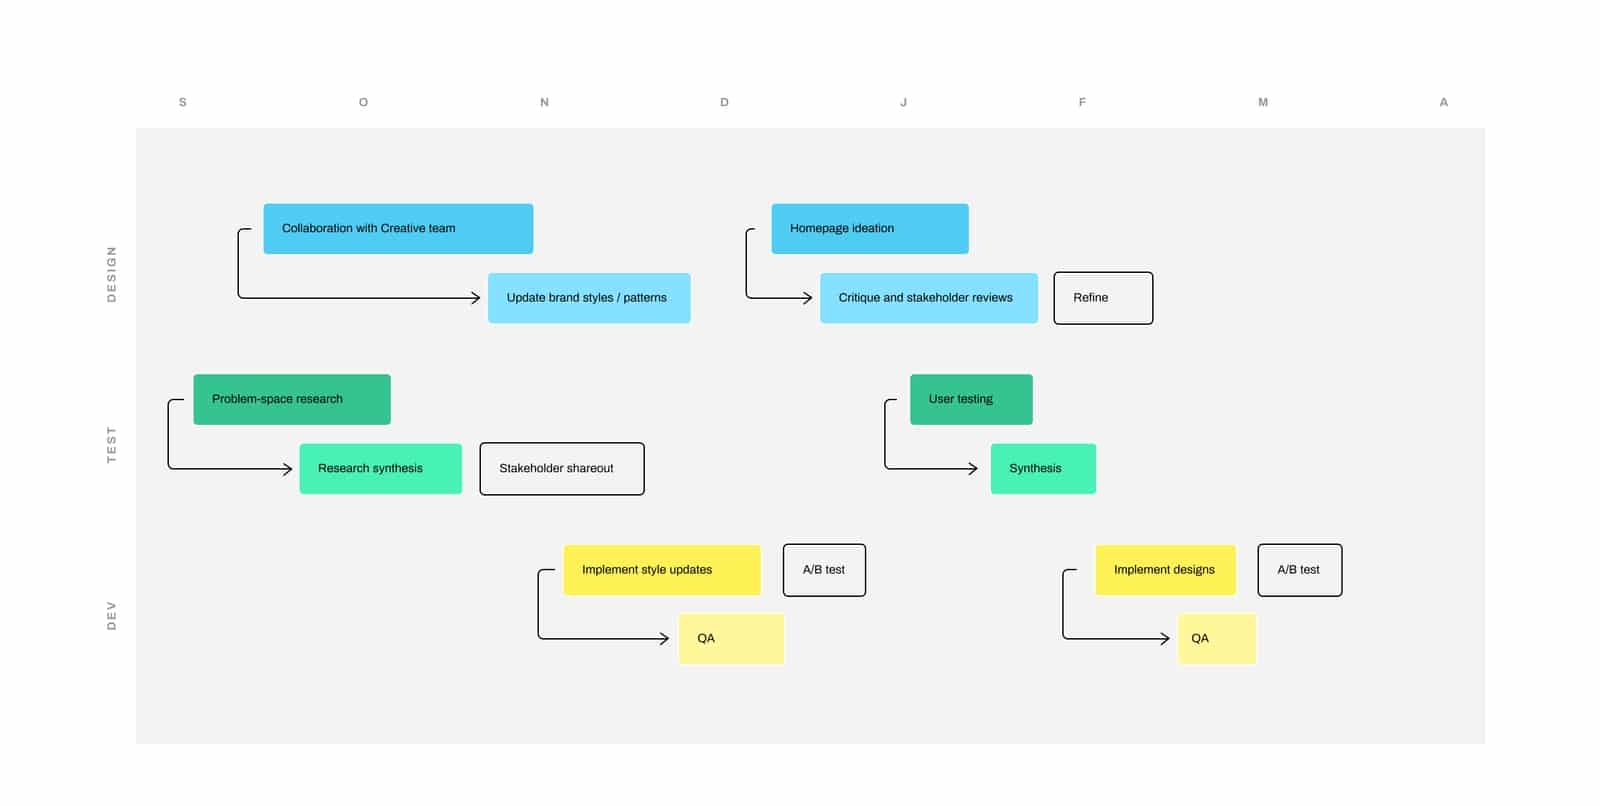 S O N D J F M A
DESIGN
Collaboration with Creative team
Homepage ideation
Update brand styles / patterns
Critique and stakeholder reviews
Refine
TEST
Problem-space research
User testing
Research synthesis
Stakeholder shareout
Synthesis
DEV
Implement style updates
A/B test
Implement designs
A/B test
QA
QA